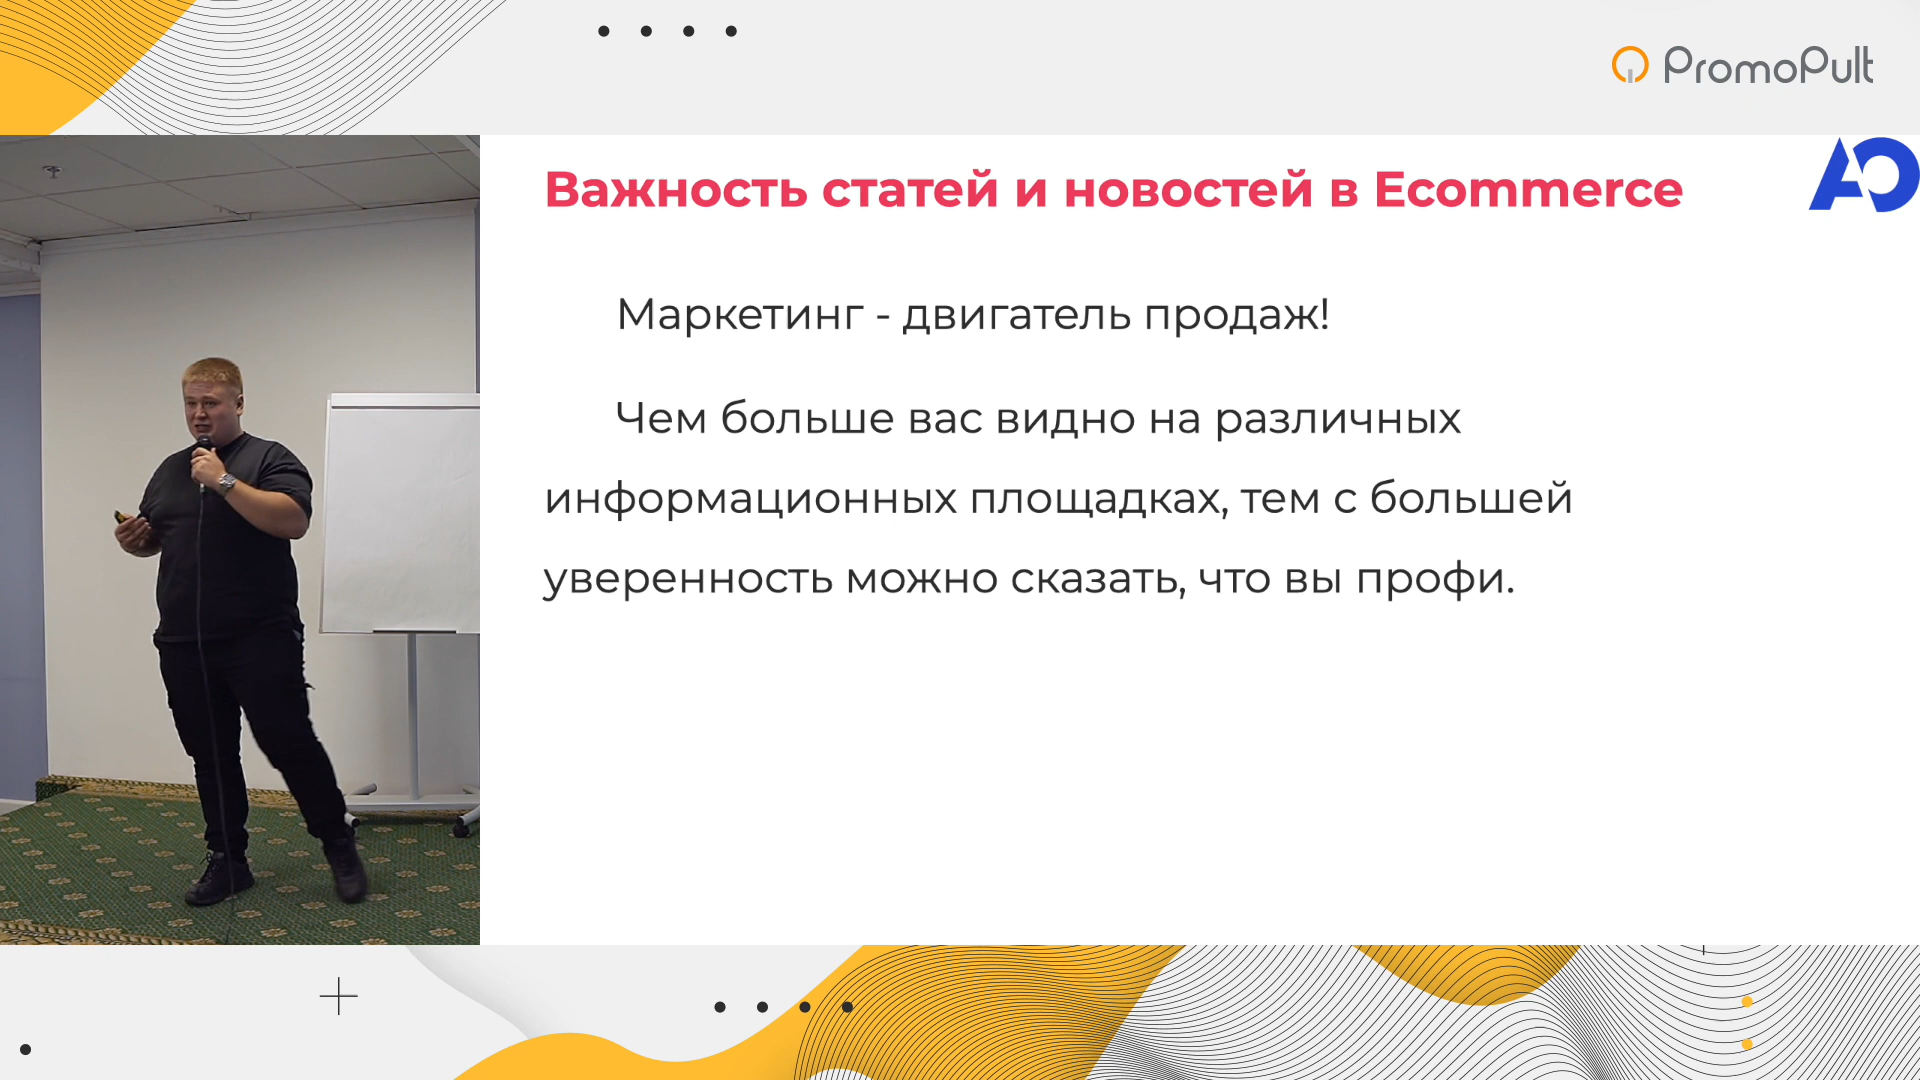 PromoPult
AO
Важность статей и новостей в Ecommerce
Маркетинг - двигатель продаж!
Чем больше вас видно на различных
информационных площадках, тем с большей
уверенность можно сказать, что вы профи.